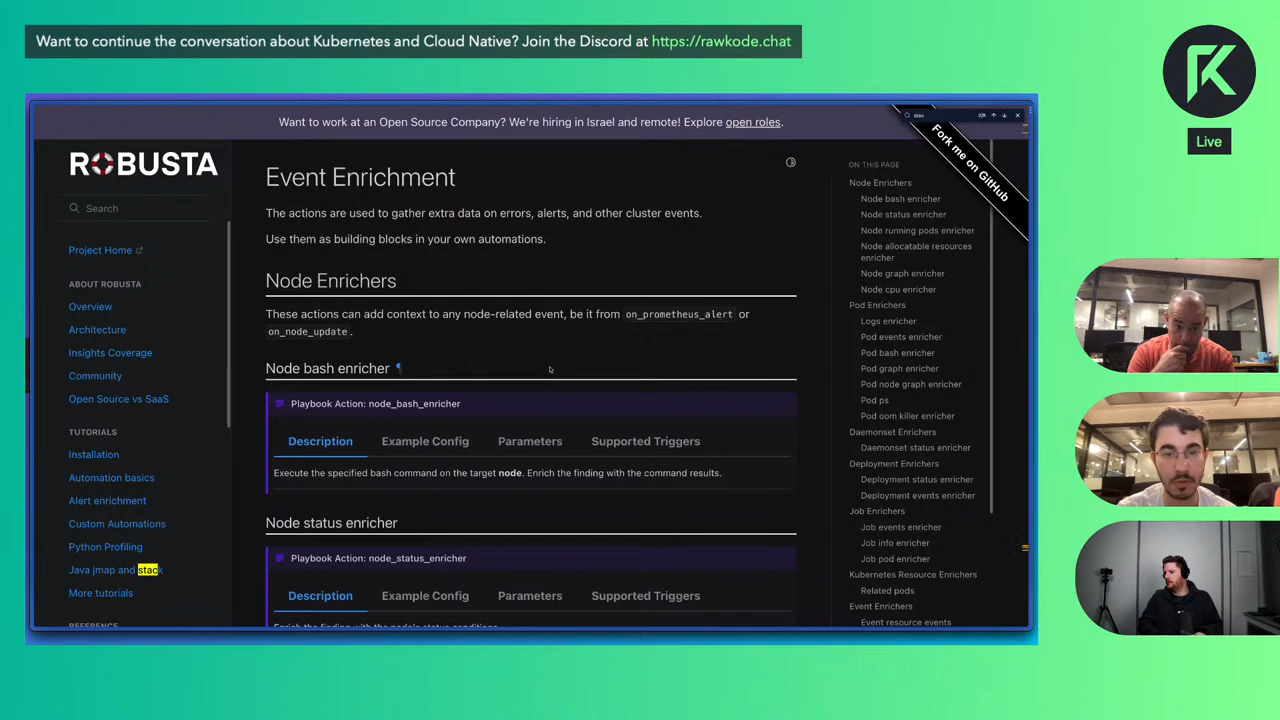 Want to continue the conversation about Kubernetes and Cloud Native? Join the Discord at https://rawkode.chat
Live
Want to work at an Open Source Company? We're hiring in Israel and remote! Explore open roles.
stac
Fork me on GitHub
ROBUSTA
Search
Project Home
ABOUT ROBUSTA
Overview
Architecture
Insights Coverage
Community
Open Source vs SaaS
TUTORIALS
Installation
Automation basics
Alert enrichment
Custom Automations
Python Profiling
Java jmap and stack
More tutorials
REFERENCE
Event Enrichment
The actions are used to gather extra data on errors, alerts, and other cluster events.
Use them as building blocks in your own automations.
Node Enrichers
These actions can add context to any node-related event, be it from on_prometheus_alert or
on_node_update.
Node bash enricher ¶
Playbook Action: node_bash_enricher
Description Example Config Parameters Supported Triggers
Execute the specified bash command on the target node. Enrich the finding with the command results.
Node status enricher
Playbook Action: node_status_enricher
Description Example Config Parameters Supported Triggers
Enrich the finding with the node's status conditions.
ON THIS PAGE
Node Enrichers
Node bash enricher
Node status enricher
Node running pods enricher
Node allocatable resources
enricher
Node graph enricher
Node cpu enricher
Pod Enrichers
Logs enricher
Pod events enricher
Pod bash enricher
Pod graph enricher
Pod node graph enricher
Pod ps
Pod oom killer enricher
Daemonset Enrichers
Daemonset status enricher
Deployment Enrichers
Deployment status enricher
Deployment events enricher
Job Enrichers
Job events enricher
Job info enricher
Job pod enricher
Kubernetes Resource Enrichers
Related pods
Event Enrichers
Event resource events